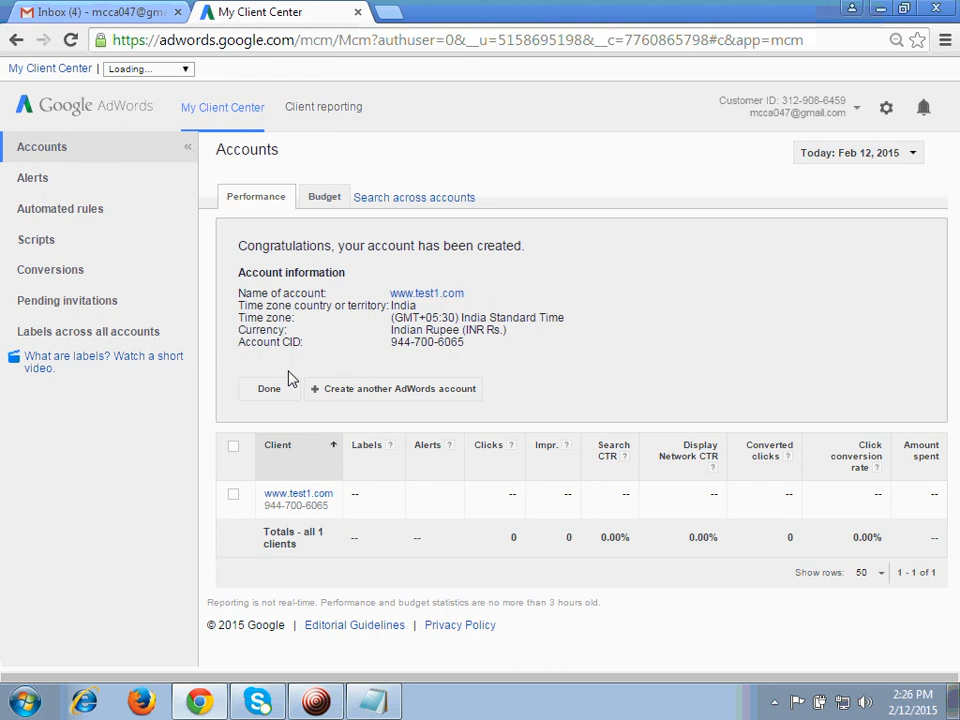 Inbox (4) - mcca047@gma
My Client Center
https://adwords.google.com/mcm/Mcm?authuser=0&__u=5158695198&__c=7760865798#c&app=mcm
My Client Center | Loading...
Google AdWords
My Client Center
Client reporting
Customer ID: 312-908-6459
mcca047@gmail.com
Accounts
Alerts
Automated rules
Scripts
Conversions
Pending invitations
Labels across all accounts
What are labels? Watch a short
video.
Accounts
Today: Feb 12, 2015
Performance
Budget
Search across accounts
Congratulations, your account has been created.
Account information
Name of account: www.test1.com
Time zone country or territory: India
Time zone: (GMT+05:30) India Standard Time
Currency: Indian Rupee (INR Rs.)
Account CID: 944-700-6065
Done
+ Create another AdWords account
Client
Labels ?
Alerts ?
Clicks ?
Impr. ?
Search
CTR ?
Display
Network CTR
?
Converted
clicks ?
Click
conversion
rate ?
Amount
spent
www.test1.com -- -- -- -- -- -- -- --
944-700-6065
Totals - all 1
clients
-- -- 0 0 0.00% 0.00% 0 0.00% --
Show rows: 50 1 - 1 of 1
Reporting is not real-time. Performance and budget statistics are no more than 3 hours old.
© 2015 Google | Editorial Guidelines | Privacy Policy
2:26 PM
2/12/2015